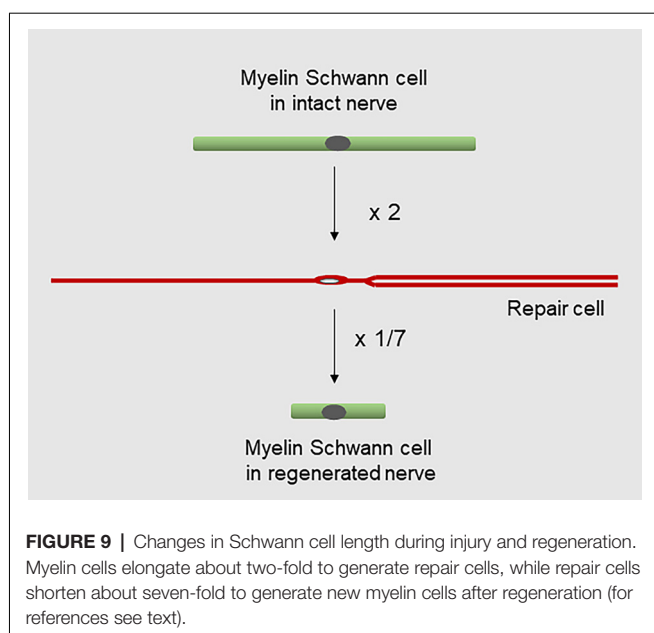 Myelin Schwann cell
in intact nerve
x 2
Repair cell
x 1/7
Myelin Schwann cell
in regenerated nerve
FIGURE 9 | Changes in Schwann cell length during injury and regeneration.
Myelin cells elongate about two-fold to generate repair cells, while repair cells
shorten about seven-fold to generate new myelin cells after regeneration (for
references see text).